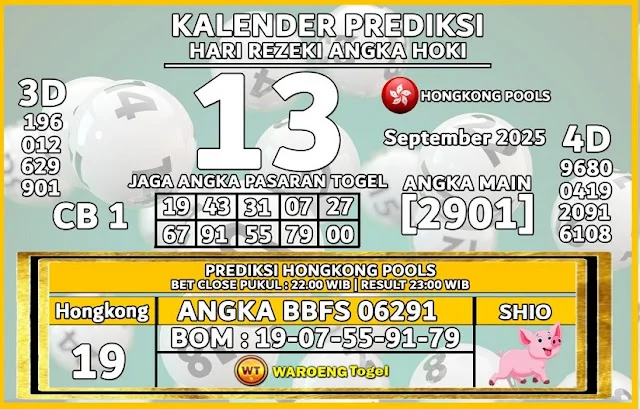 KALENDER PREDIKSI
HARI REZEKI ANGKA HOKI
3D
196
012
629
901
CB 1
13
JAGA ANGKA PASARAN TOGEL
19 43 31 07 27
67 91 55 79 00
HONGKONG POOLS
September 2025
ANGKA MAIN
[2901]
4D
9680
0419
2091
6108
PREDIKSI HONGKONG POOLS
BET CLOSE PUKUL : 22.00 WIB | RESULT 23:00 WIB
Hongkong
19
ANGKA BBFS 06291
BOM : 19-07-55-91-79
WT WAROENG Togel
SHIO